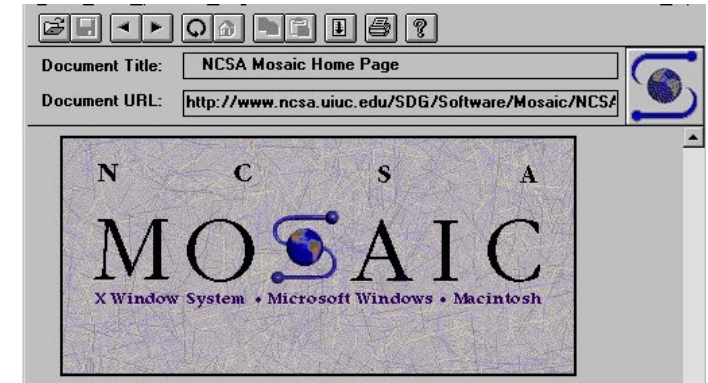 Document Title: NCSA Mosaic Home Page
Document URL: http://www.ncsa.uiuc.edu/SDG/Software/Mosaic/NCSA
N C S A
MOSAIC
X Window System • Microsoft Windows • Macintosh